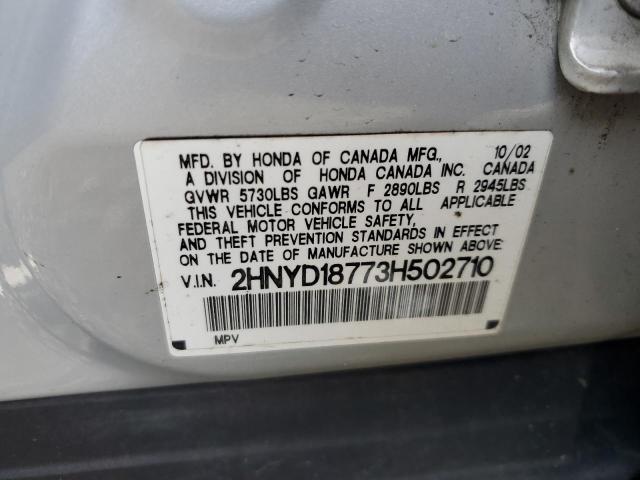 MFD. BY HONDA OF CANADA MFG., 10/02
A DIVISION OF HONDA CANADA INC. CANADA
GVWR 5730LBS GAWR F 2890LBS R 2945LBS
THIS VEHICLE CONFORMS TO ALL APPLICABLE
FEDERAL MOTOR VEHICLE SAFETY,
AND THEFT PREVENTION STANDARDS IN EFFECT
ON THE DATE OF MANUFACTURE SHOWN ABOVE.
V.I.N. 2HNYD18773H502710
MPV